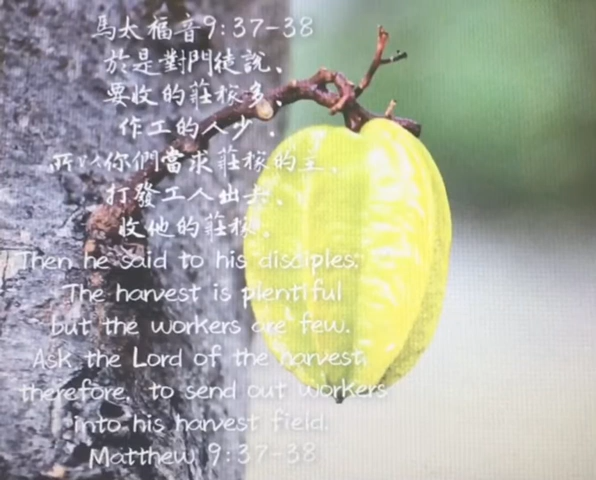 馬太福音9:37-38
於是對門徒說、
要收的莊稼多、
作工的人少．
所以你們當求莊稼的主、
打發工人出去、
收他的莊稼、
Then he said to his disciples:
The harvest is plentiful
but the workers are few.
Ask the Lord of the harvest,
therefore, to send out workers
into his harvest field.
Matthew 9:37-38